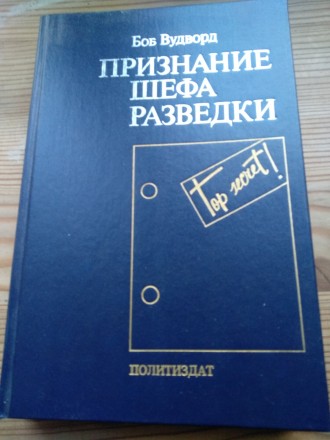 Боб Вудворд
ПРИЗНАНИЕ
ШЕФА
РАЗВЕДКИ
Top secret!
ПОЛИТИЗДАТ